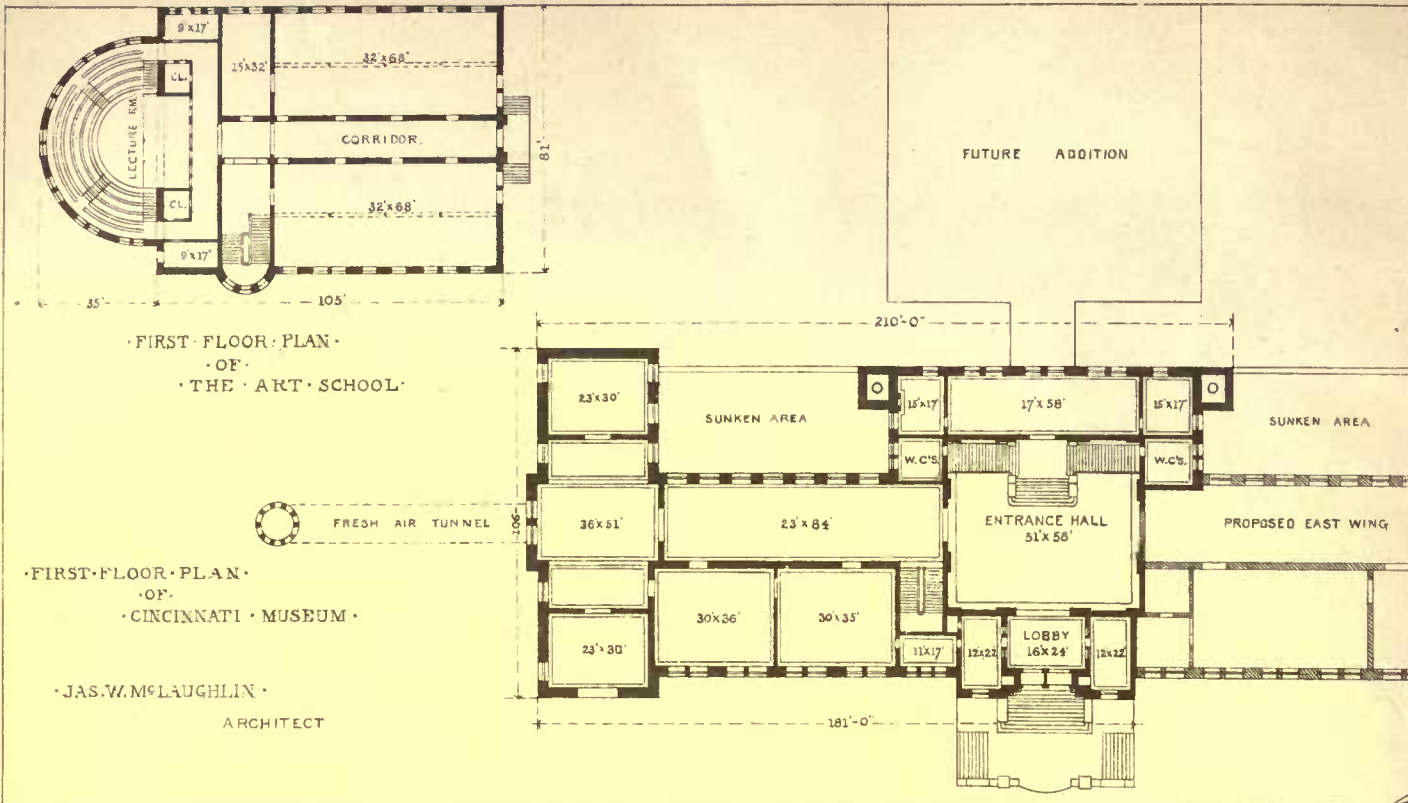 9'x17'
15'x32'
32'x68'
CL.
LECTURE RM.
CORRIDOR.
81'
FUTURE ADDITION
CL.
32'x68'
9'x17'
35'
105'
·FIRST·FLOOR·PLAN·
·OF·
·THE·ART·SCHOOL·
210'-0"
23'x30'
SUNKEN AREA
15'x17'
17'x58'
15'x17'
SUNKEN AREA
W.C'S.
W.C'S.
FRESH AIR TUNNEL
106'
36'x51'
23'x84'
ENTRANCE HALL
51'x58'
PROPOSED EAST WING
·FIRST·FLOOR·PLAN·
·OF·
·CINCINNATI·MUSEUM·
30'x36'
30'x35'
23'x30'
11'x17'
12x22
LOBBY
16'x24'
12x22
·JAS.W.McLAUGHLIN·
ARCHITECT
181'-0"